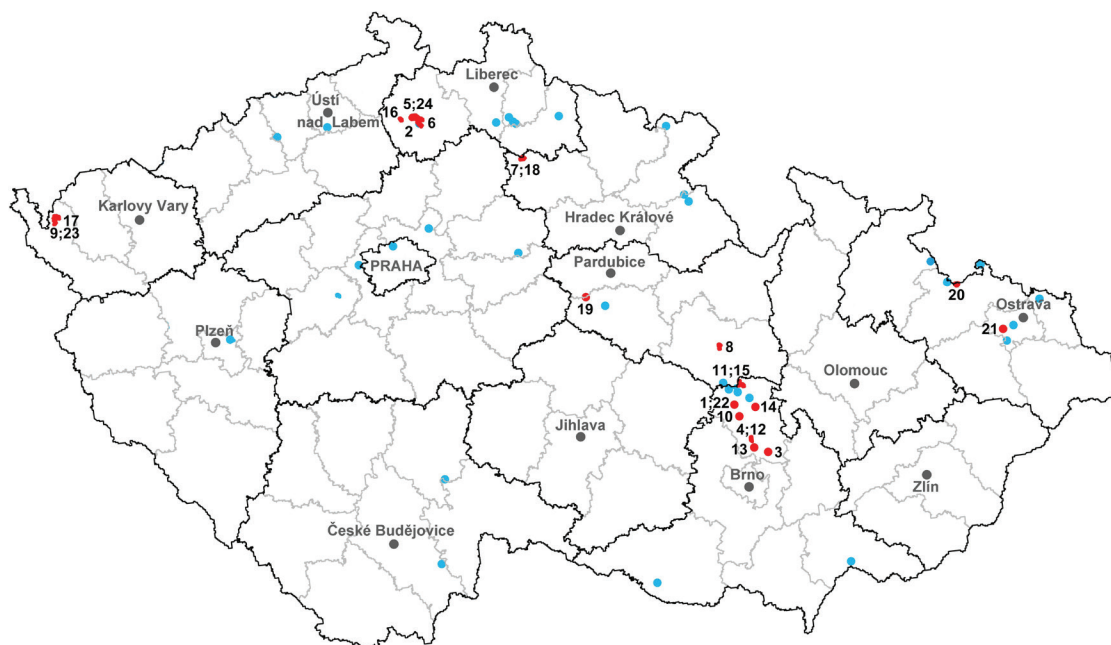 Liberec
Ústí
nad Labem
5;24
16
6
2
7;18
Karlovy Vary
17
9;23
Hradec Králové
PRAHA
Pardubice
20
Ostrava
19
21
Plzeň
8
11;15
Olomouc
1;22
14
10
Jihlava
4;12
13
3
Brno
Zlín
České Budějovice